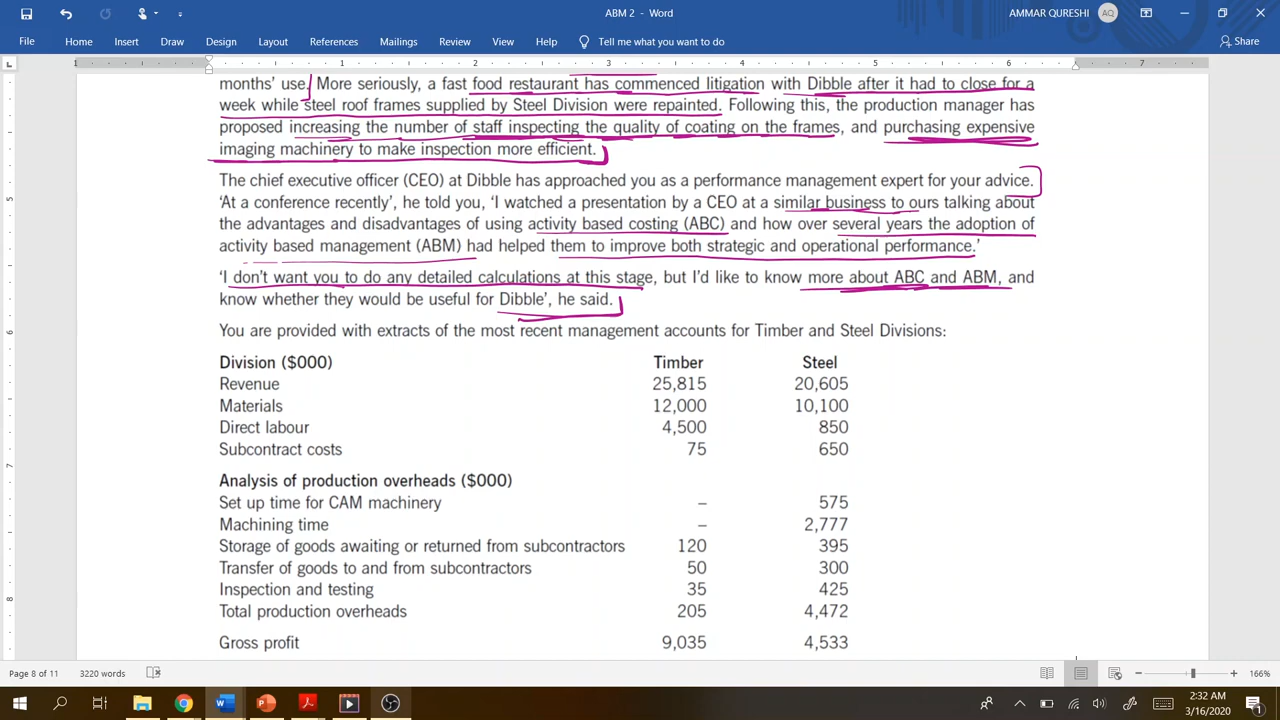 ABM 2 - Word
AMMAR QURESHI AQ
File Home Insert Draw Design Layout References Mailings Review View Help Tell me what you want to do Share
1 1 2 3 4 5 6 7
months' use. More seriously, a fast food restaurant has commenced litigation with Dibble after it had to close for a
week while steel roof frames supplied by Steel Division were repainted. Following this, the production manager has
proposed increasing the number of staff inspecting the quality of coating on the frames, and purchasing expensive
imaging machinery to make inspection more efficient.
The chief executive officer (CEO) at Dibble has approached you as a performance management expert for your advice.
'At a conference recently', he told you, 'I watched a presentation by a CEO at a similar business to ours talking about
the advantages and disadvantages of using activity based costing (ABC) and how over several years the adoption of
activity based management (ABM) had helped them to improve both strategic and operational performance.'
'I don't want you to do any detailed calculations at this stage, but I'd like to know more about ABC and ABM, and
know whether they would be useful for Dibble', he said.
You are provided with extracts of the most recent management accounts for Timber and Steel Divisions:
Division ($000) Timber Steel
Revenue 25,815 20,605
Materials 12,000 10,100
Direct labour 4,500 850
Subcontract costs 75 650
Analysis of production overheads ($000)
Set up time for CAM machinery – 575
Machining time – 2,777
Storage of goods awaiting or returned from subcontractors 120 395
Transfer of goods to and from subcontractors 50 300
Inspection and testing 35 425
Total production overheads 205 4,472
Gross profit 9,035 4,533
5
6
7
8
9
Page 8 of 11 3220 words 166%
2:32 AM
3/16/2020